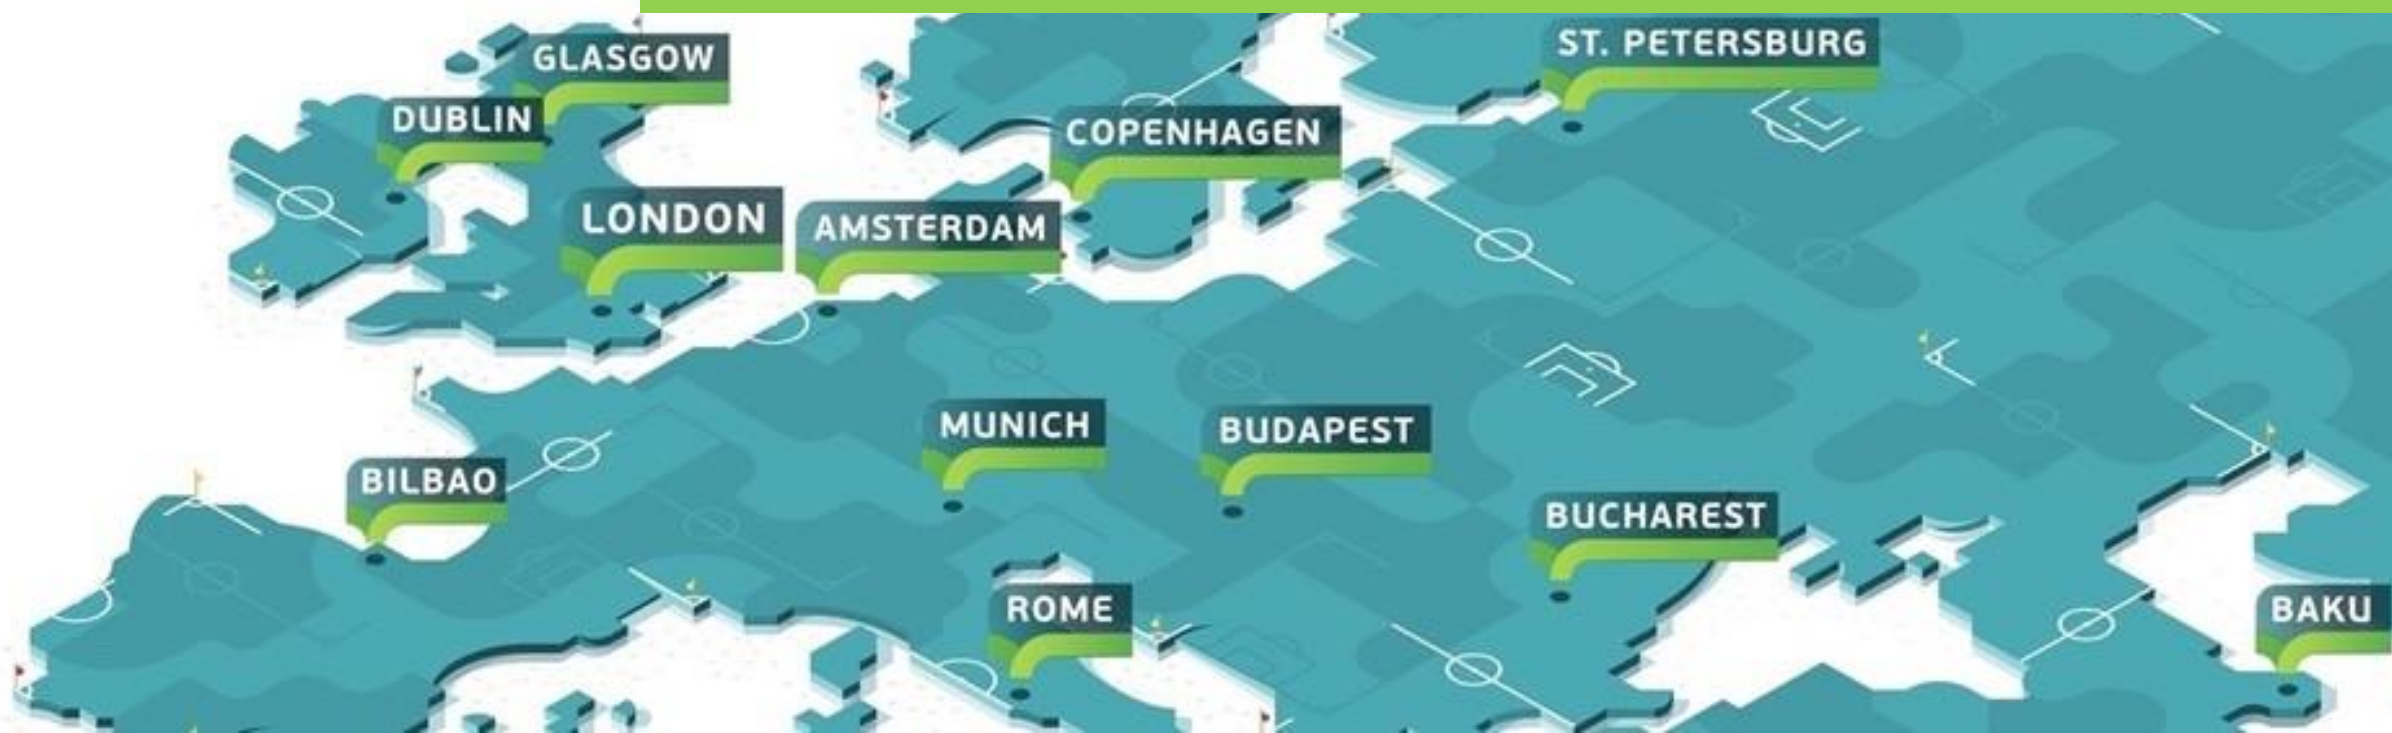 GLASGOW
ST. PETERSBURG
DUBLIN
COPENHAGEN
LONDON
AMSTERDAM
MUNICH
BUDAPEST
BILBAO
BUCHAREST
ROME
BAKU